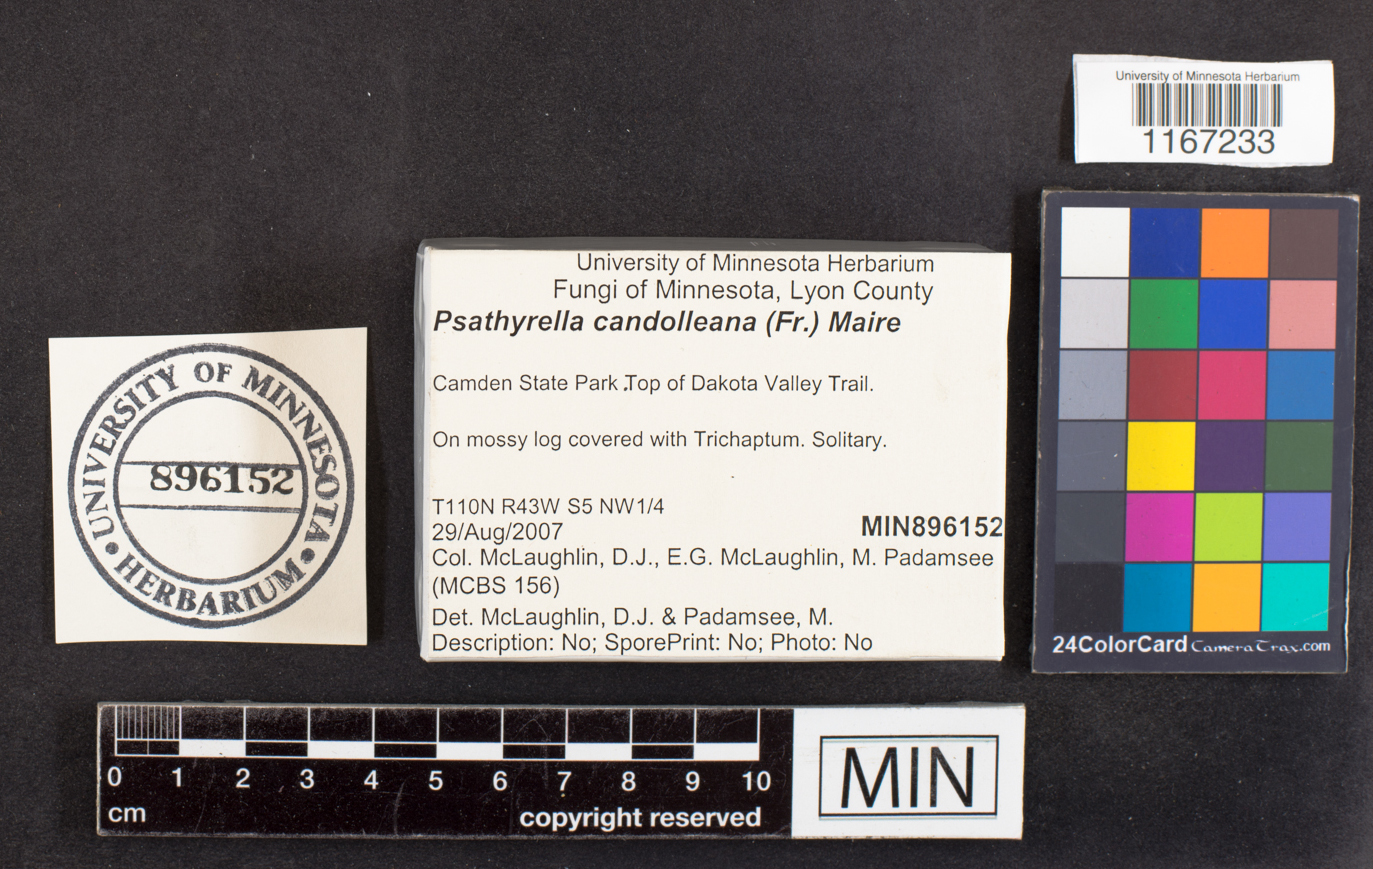 University of Minnesota Herbarium
1167233
University of Minnesota Herbarium
Fungi of Minnesota, Lyon County
Psathyrella candolleana (Fr.) Maire
Camden State Park .Top of Dakota Valley Trail.
On mossy log covered with Trichaptum. Solitary.
T110N R43W S5 NW1/4
29/Aug/2007
MIN896152
Col. McLaughlin, D.J., E.G. McLaughlin, M. Padamsee
(MCBS 156)
Det. McLaughlin, D.J. & Padamsee, M.
Description: No; SporePrint: No; Photo: No
UNIVERSITY OF MINNESOTA
896152
HERBARIUM
24ColorCard CameraTrax.com
0 1 2 3 4 5 6 7 8 9 10
cm
copyright reserved
MIN